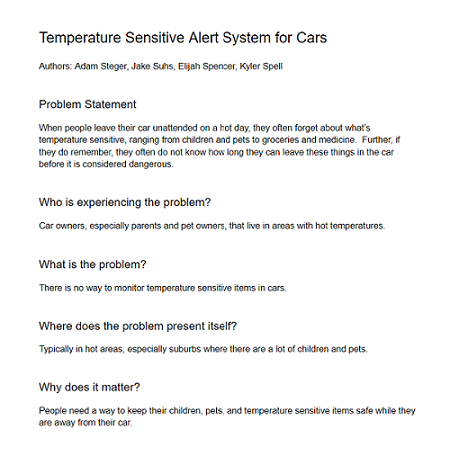 Temperature Sensitive Alert System for Cars
Authors: Adam Steger, Jake Suhs, Elijah Spencer, Kyler Spell
Problem Statement
When people leave their car unattended on a hot day, they often forget about what's
temperature sensitive, ranging from children and pets to groceries and medicine.  Further, if
they do remember, they often do not know how long they can leave these things in the car
before it is considered dangerous.
Who is experiencing the problem?
Car owners, especially parents and pet owners, that live in areas with hot temperatures.
What is the problem?
There is no way to monitor temperature sensitive items in cars.
Where does the problem present itself?
Typically in hot areas, especially suburbs where there are a lot of children and pets.
Why does it matter?
People need a way to keep their children, pets, and temperature sensitive items safe while they
are away from their car.